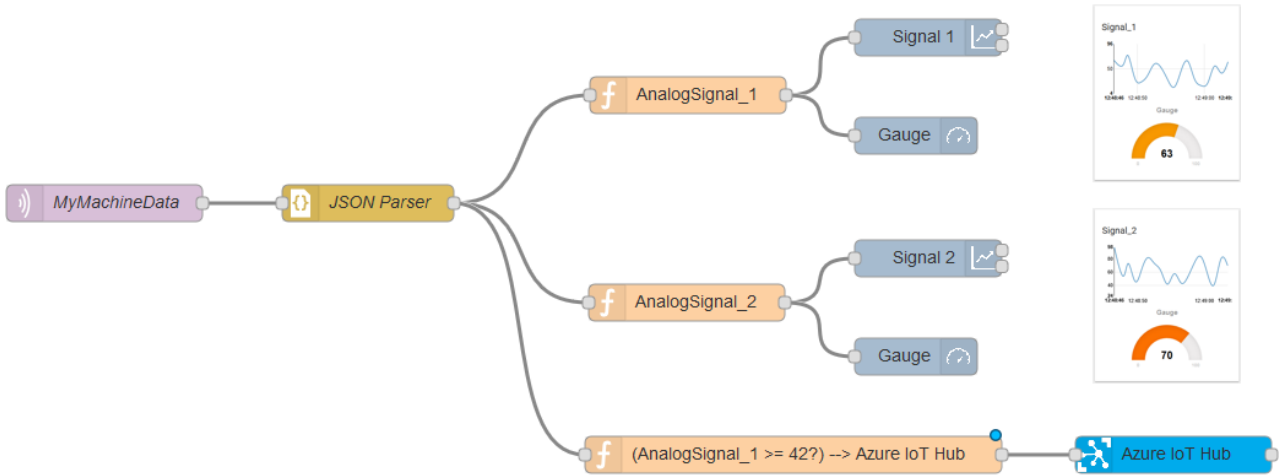 Signal 1
Signal_1
AnalogSignal_1
Gauge
Gauge
63
MyMachineData
JSON Parser
Signal_2
Signal 2
AnalogSignal_2
Gauge
Gauge
70
(AnalogSignal_1 >= 42?) --> Azure IoT Hub
Azure IoT Hub